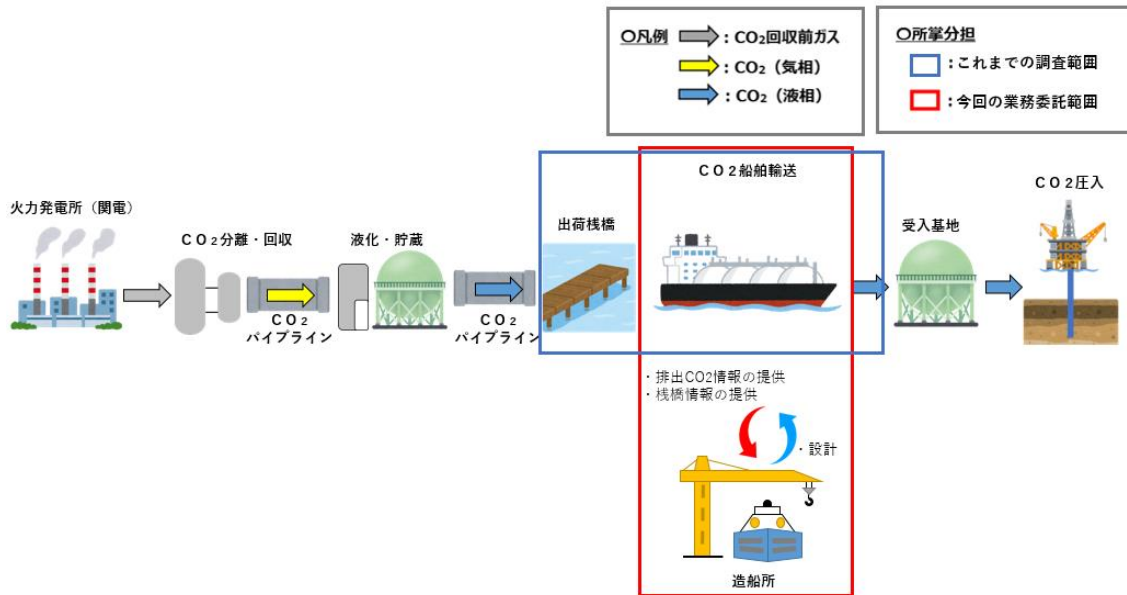 〇凡例
：CO₂回収前ガス
：CO₂（気相）
：CO₂（液相）
〇所掌分担
：これまでの調査範囲
：今回の業務委託範囲
火力発電所（関電）
CO₂分離・回収
CO₂
パイプライン
液化・貯蔵
CO₂
パイプライン
出荷桟橋
CO₂船舶輸送
受入基地
CO₂圧入
・排出CO2情報の提供
・桟橋情報の提供
・設計
造船所